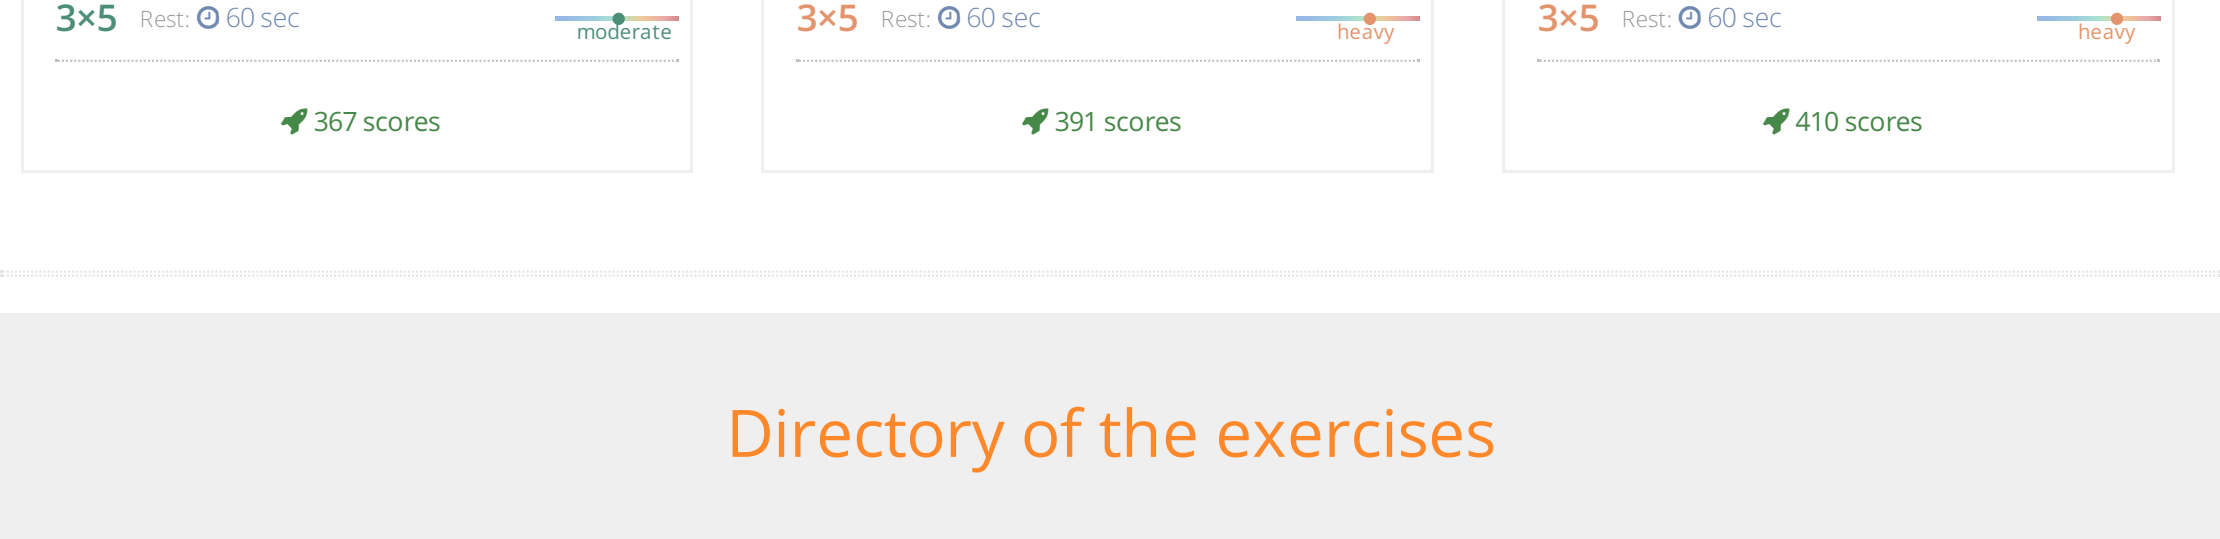 3×5 Rest: 60 sec moderate
367 scores
3×5 Rest: 60 sec heavy
391 scores
3×5 Rest: 60 sec heavy
410 scores
Directory of the exercises